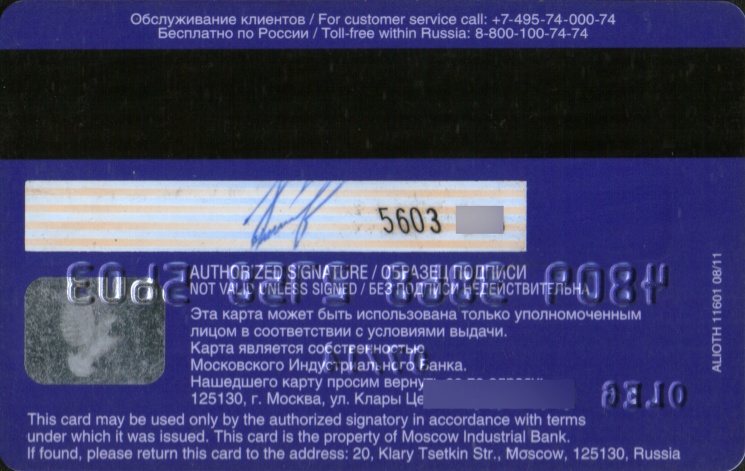 Обслуживание клиентов / For customer service call: +7-495-74-000-74
Бесплатно по России / Toll-free within Russia: 8-800-100-74-74
5603
AUTHORIZED SIGNATURE / ОБРАЗЕЦ ПОДПИСИ
NOT VALID UNLESS SIGNED / БЕЗ ПОДПИСИ НЕДЕЙСТВИТЕЛЬНА
Эта карта может быть использована только уполномоченным
лицом в соответствии с условиями выдачи.
Карта является собственностью
Московского Индустриального Банка.
Нашедшего карту просим
125130, г. Москва, ул. Клары
This card may be used only by the authorized signatory in accordance with terms
under which it was issued. This card is the property of Moscow Industrial Bank.
If found, please return this card to the address: 20, Klary Tsetkin Str., Moscow, 125130, Russia
ALIOTH 11601 08/11